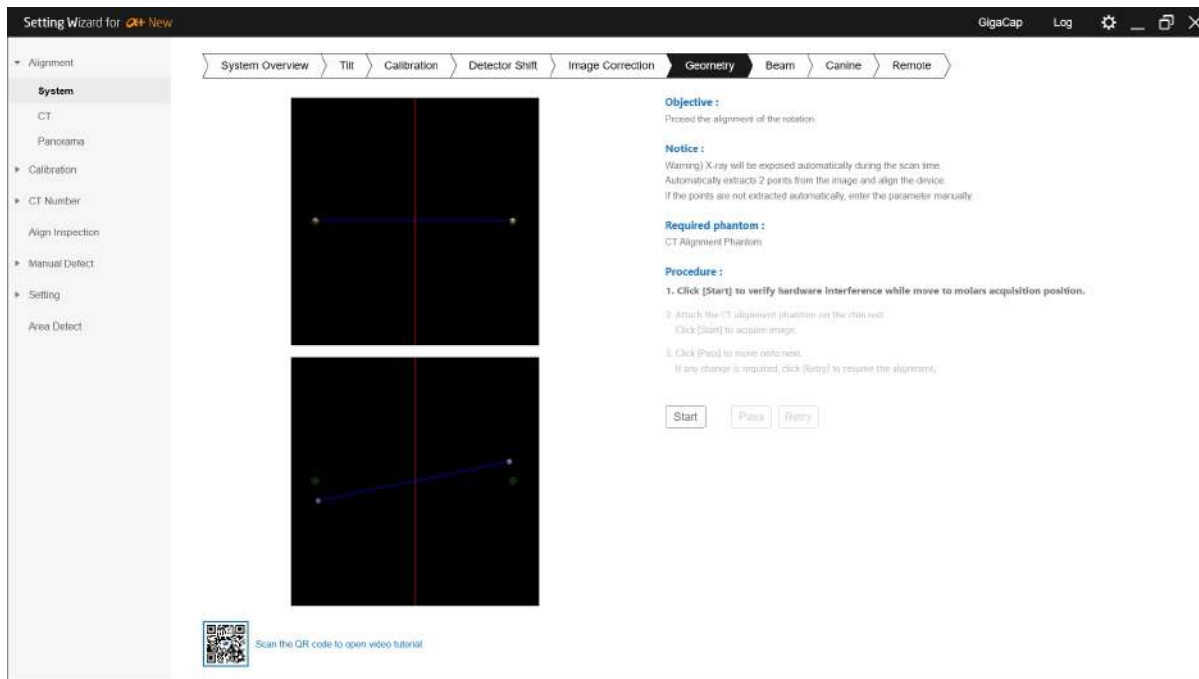 Setting Wizard for α+ New
GigaCap
Log
Alignment
System
CT
Panorama
Calibration
CT Number
Align Inspection
Manual Defect
Setting
Area Detect
System Overview
Tilt
Calibration
Detector Shift
Image Correction
Geometry
Beam
Canine
Remote
Objective :
Proceed the alignment of the rotation.
Notice :
Warning) X-ray will be exposed automatically during the scan time.
Automatically extracts 2 points from the image and align the device.
If the points are not extracted automatically, enter the parameter manually.
Required phantom :
CT Alignment Phantom
Procedure :
1. Click [Start] to verify hardware interference while move to molars acquisition position.
2. Attach the CT alignment phantom on the chin rest.
Click [Start] to acquire image.
3. Click [Pass] to move onto next.
If any change is required, click [Retry] to resume the alignment.
Start
Pass
Retry
Scan the QR code to open video tutorial.